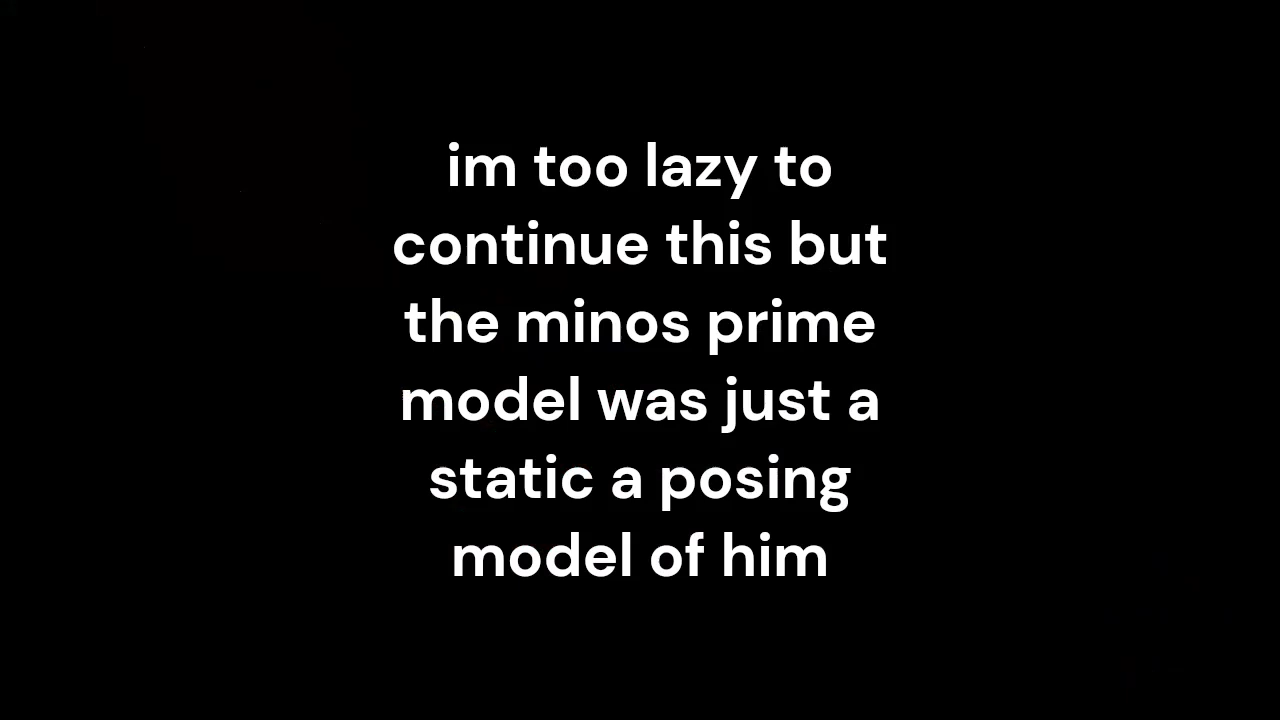 im too lazy to
continue this but
the minos prime
model was just a
static a posing
model of him